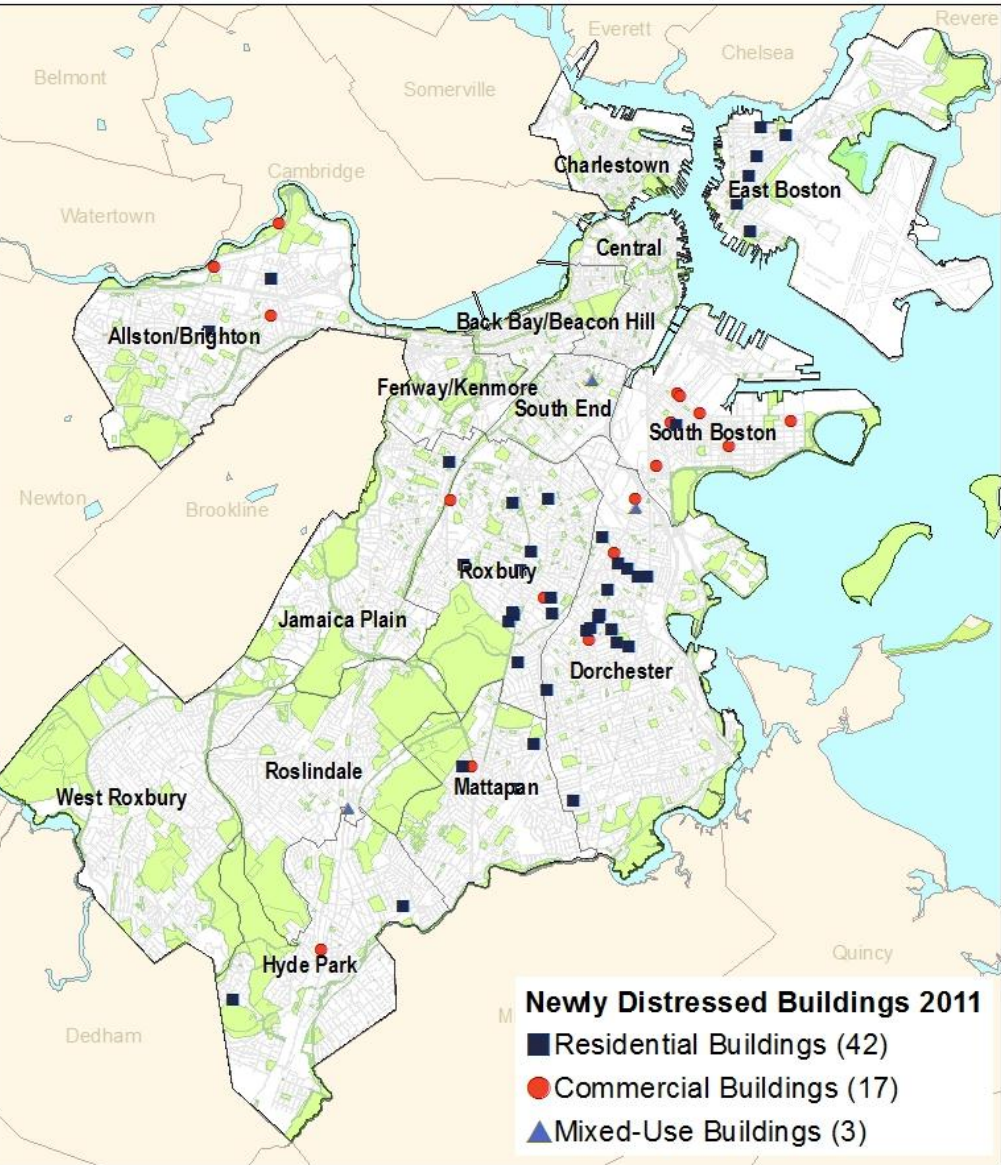 Revere
Everett
Chelsea
Belmont
Somerville
Charlestown
Cambridge
East Boston
Watertown
Central
Back Bay/Beacon Hill
Allston/Brighton
Fenway/Kenmore
South End
South Boston
Newton
Brookline
Roxbury
Jamaica Plain
Dorchester
Roslindale
Mattapan
West Roxbury
Quincy
Hyde Park
Dedham
M
Newly Distressed Buildings 2011
Residential Buildings (42)
Commercial Buildings (17)
Mixed-Use Buildings (3)